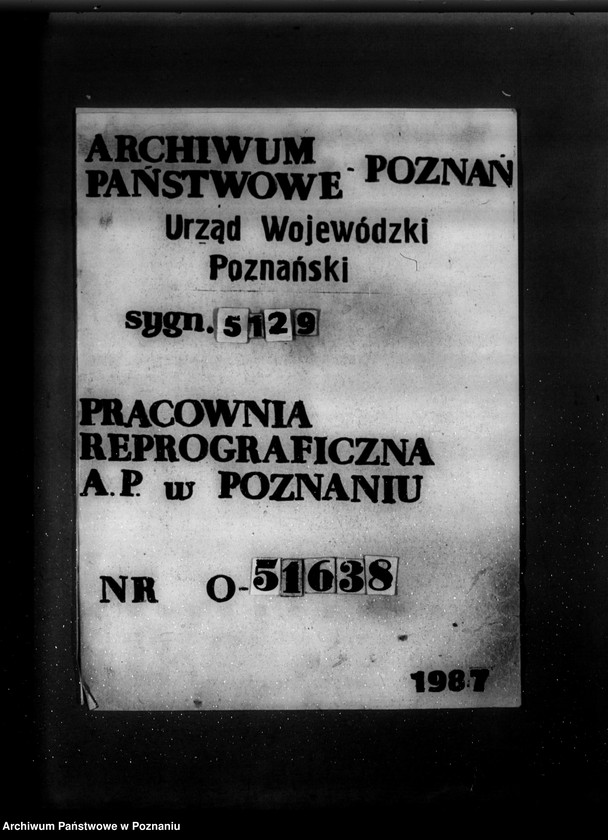 ARCHIWUM
PAŃSTWOWE - POZNAŃ
Urząd Wojewódzki
Poznański
sygn. 5129
PRACOWNIA
REPROGRAFICZNA
A.P. w POZNANIU
NR O-51638
1987
Archiwum Państwowe w Poznaniu